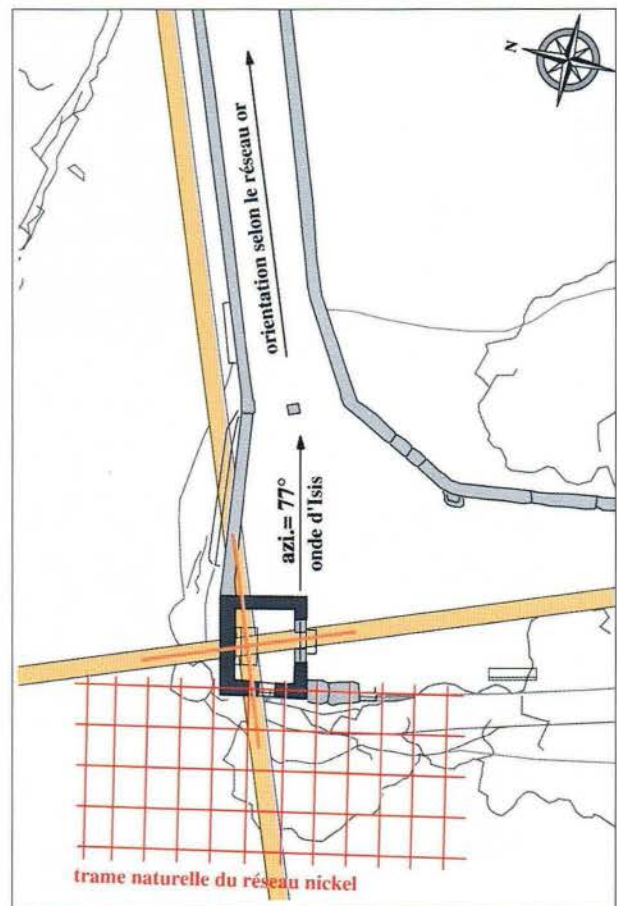 N
orientation selon le réseau or
azi.= 77°
onde d'Isis
trame naturelle du réseau nickel